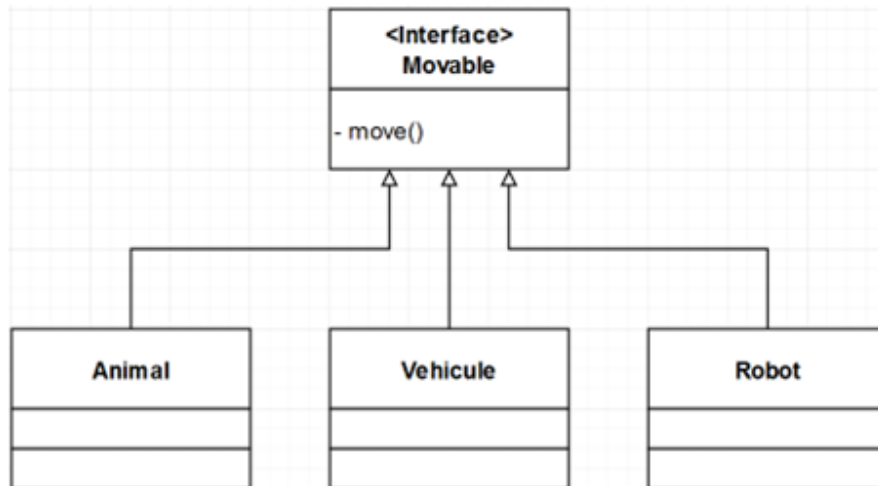 <Interface>
Movable
- move()
Animal
Vehicule
Robot